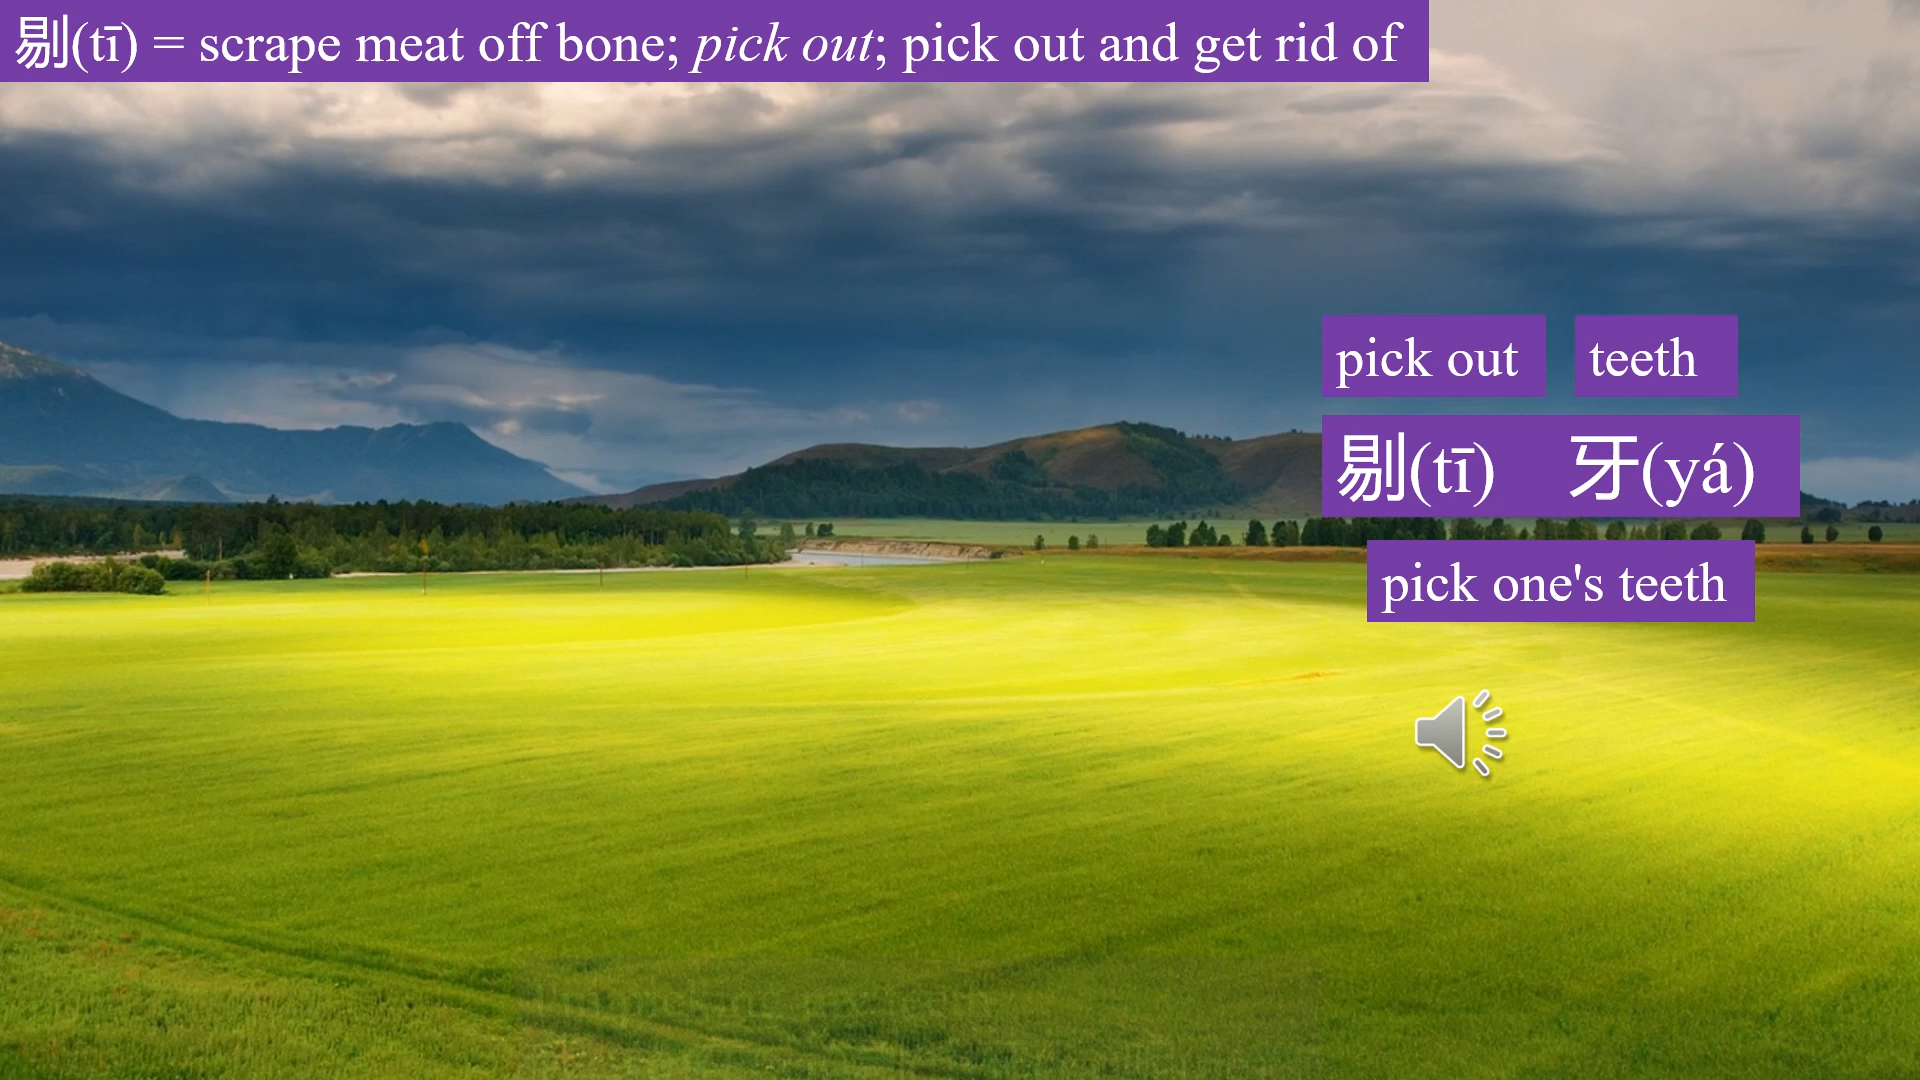 剔(tī) = scrape meat off bone; pick out; pick out and get rid of
pick out teeth
剔(tī) 牙(yá)
pick one's teeth